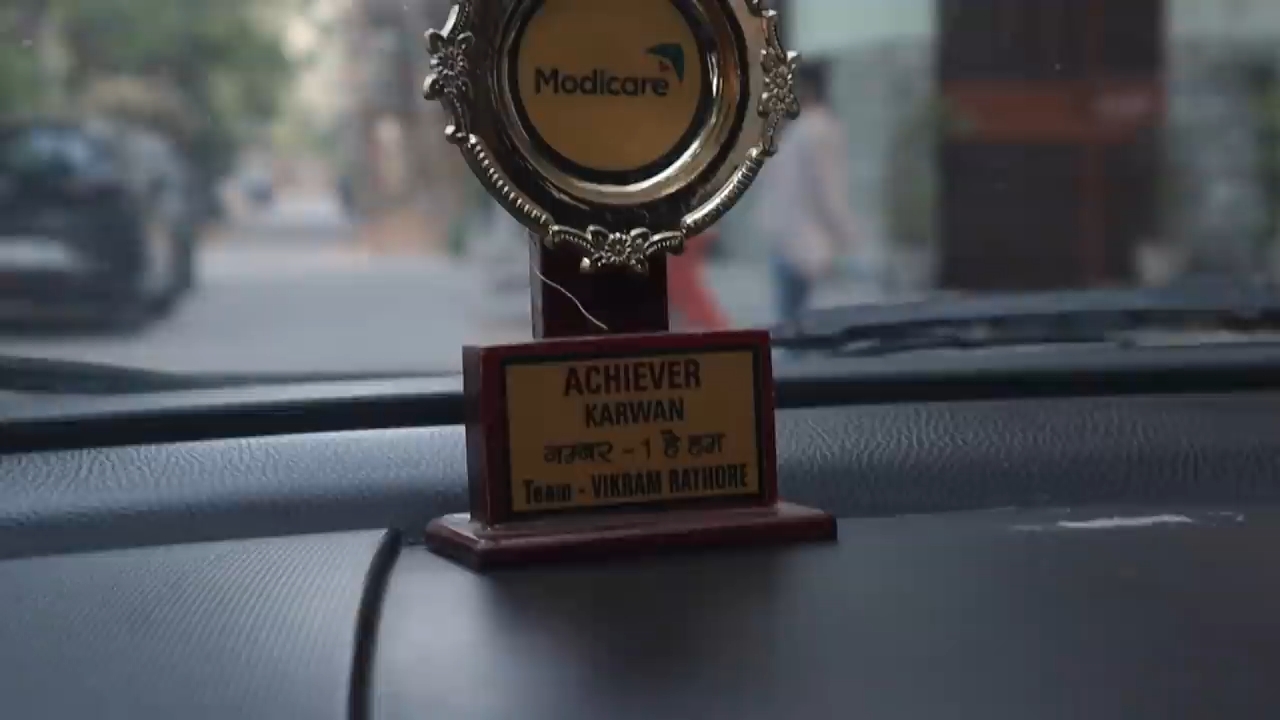 Modicare
ACHIEVER
KARWAN
नम्बर - 1 है हम
Team - VIKRAM RATHORE